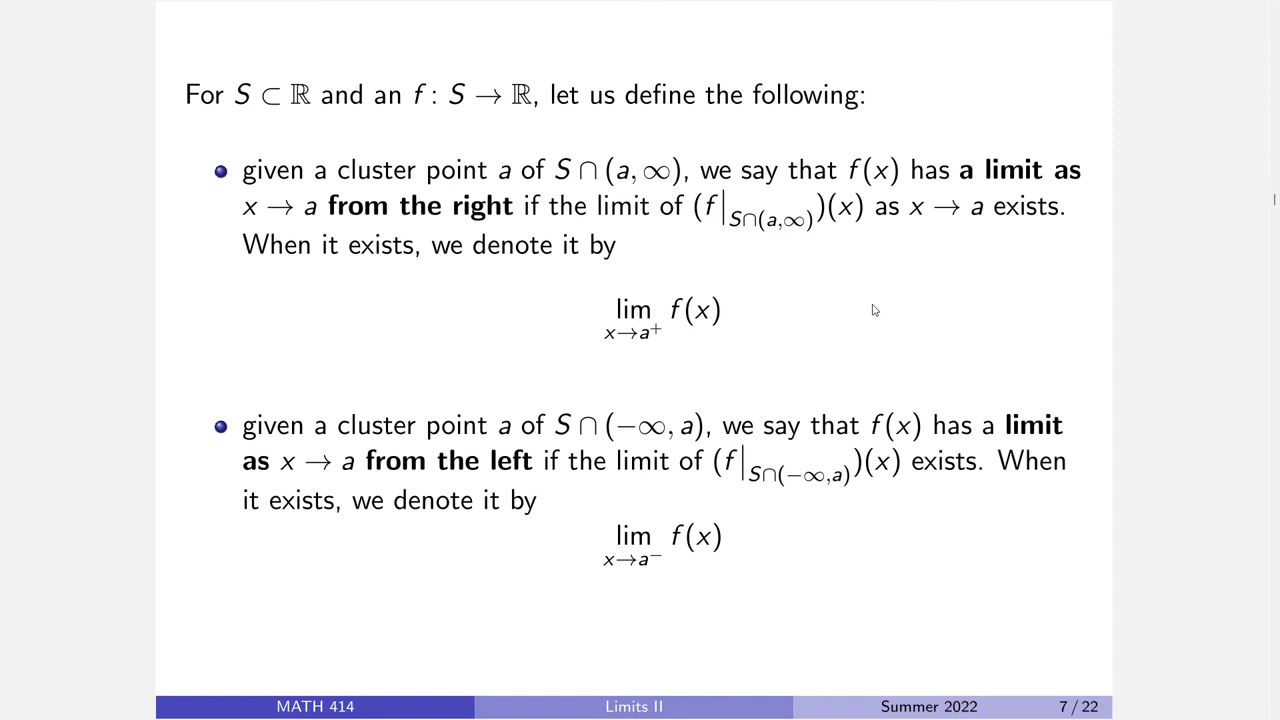 For S ⊂ ℝ and an f : S → ℝ, let us define the following:
given a cluster point a of S ∩ (a, ∞), we say that f(x) has a limit as
x → a from the right if the limit of (f|_{S∩(a,∞)})(x) as x → a exists.
When it exists, we denote it by
lim_{x→a⁺} f(x)
given a cluster point a of S ∩ (−∞, a), we say that f(x) has a limit
as x → a from the left if the limit of (f|_{S∩(−∞,a)})(x) exists. When
it exists, we denote it by
lim_{x→a⁻} f(x)
MATH 414 Limits II Summer 2022 7 / 22